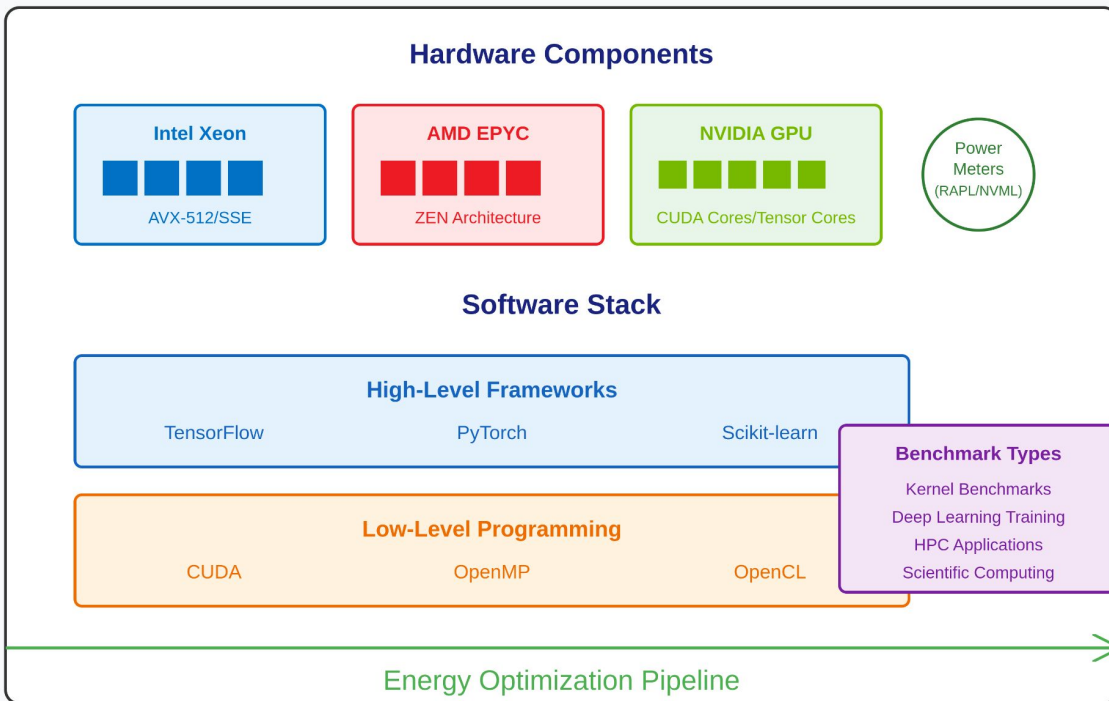 Hardware Components
Intel Xeon
AVX-512/SSE
AMD EPYC
ZEN Architecture
NVIDIA GPU
CUDA Cores/Tensor Cores
Power
Meters
(RAPL/NVML)
Software Stack
High-Level Frameworks
TensorFlow PyTorch Scikit-learn
Low-Level Programming
CUDA OpenMP OpenCL
Benchmark Types
Kernel Benchmarks
Deep Learning Training
HPC Applications
Scientific Computing
Energy Optimization Pipeline